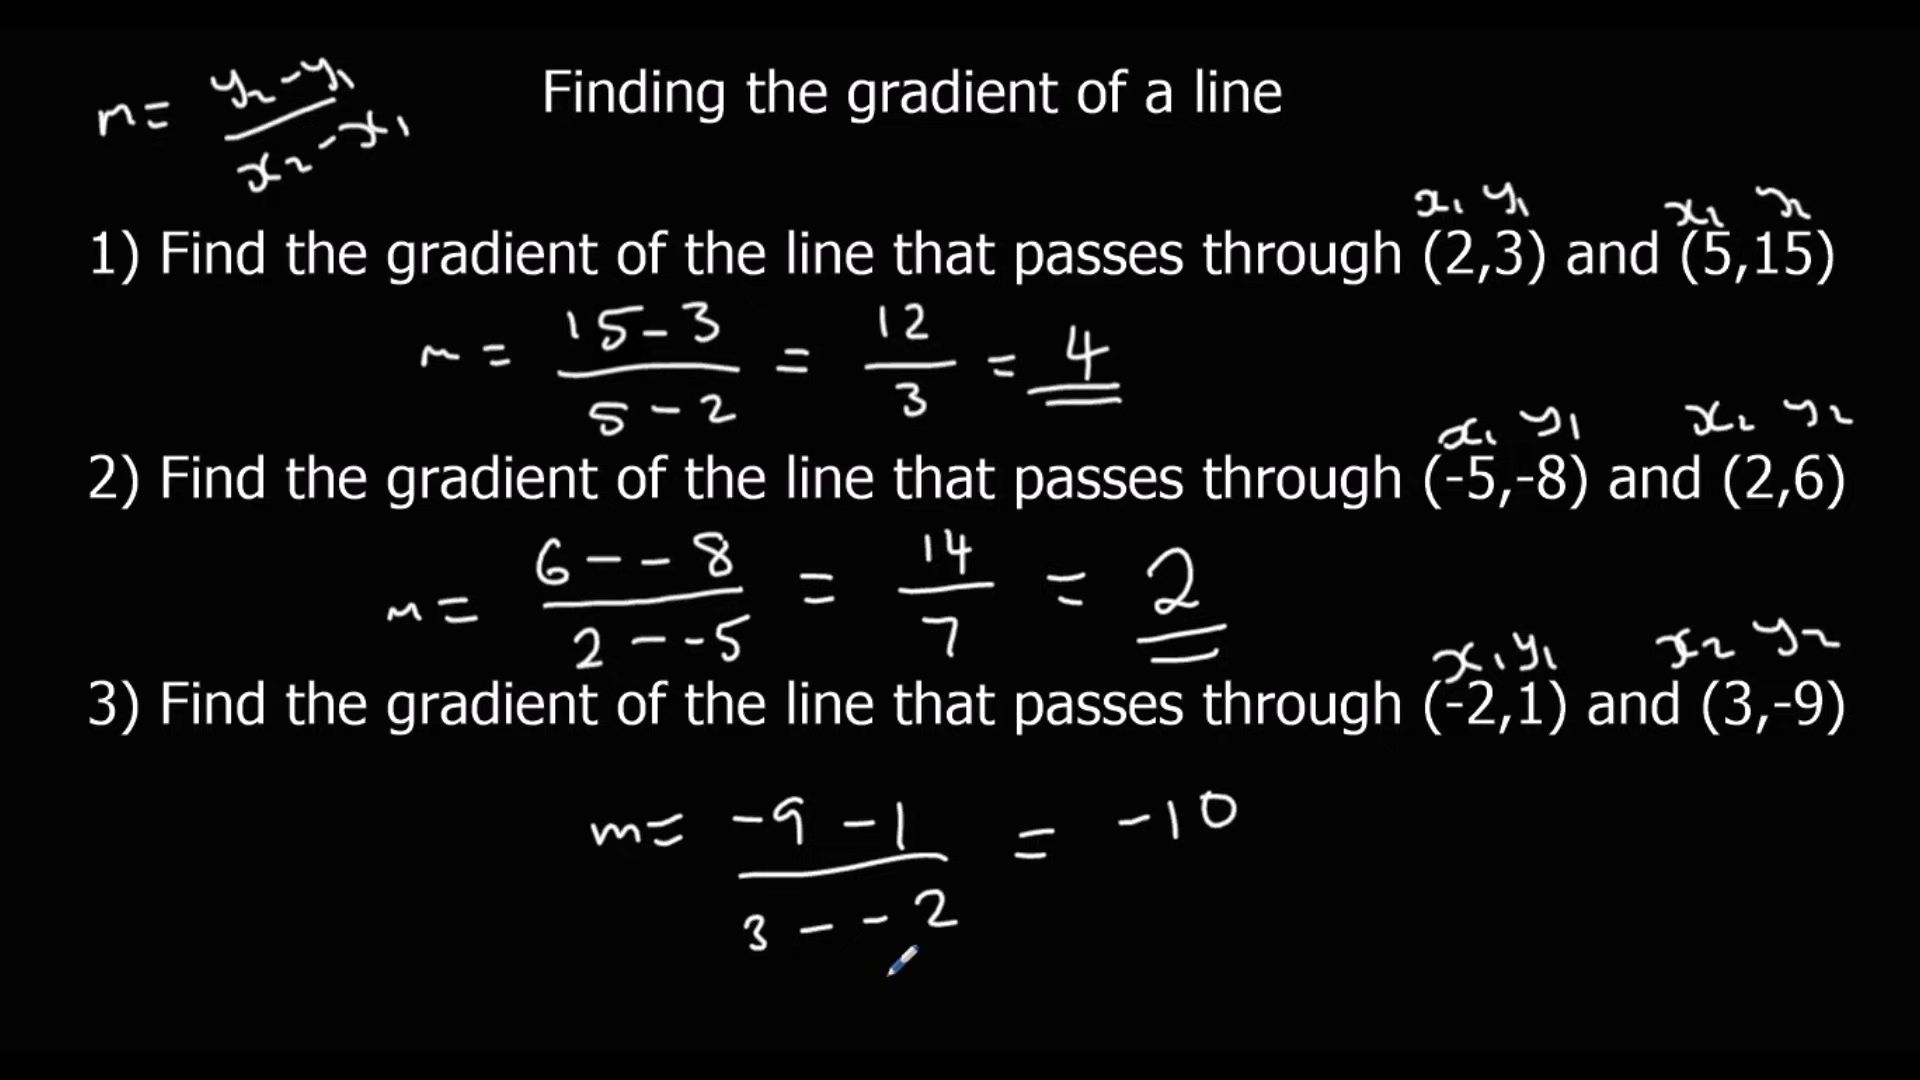 m = y₂ - y₁ / x₂ - x₁
Finding the gradient of a line
x₁ y₁ x₂ y₂
1) Find the gradient of the line that passes through (2,3) and (5,15)
m = 15 - 3 / 5 - 2 = 12 / 3 = 4
x₁ y₁ x₂ y₂
2) Find the gradient of the line that passes through (-5,-8) and (2,6)
m = 6 - - 8 / 2 - - 5 = 14 / 7 = 2
x₁ y₁ x₂ y₂
3) Find the gradient of the line that passes through (-2,1) and (3,-9)
m = -9 - 1 / 3 - - 2 = -10